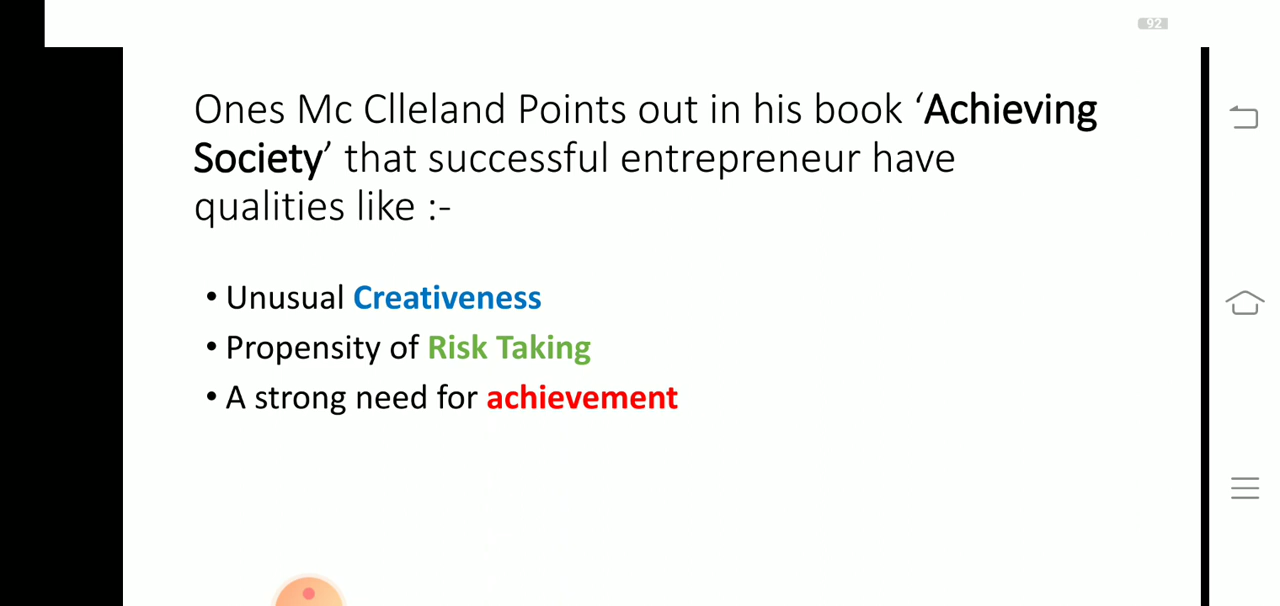 92
Ones Mc Clleland Points out in his book ‘Achieving
Society’ that successful entrepreneur have
qualities like :-
• Unusual Creativeness
• Propensity of Risk Taking
• A strong need for achievement